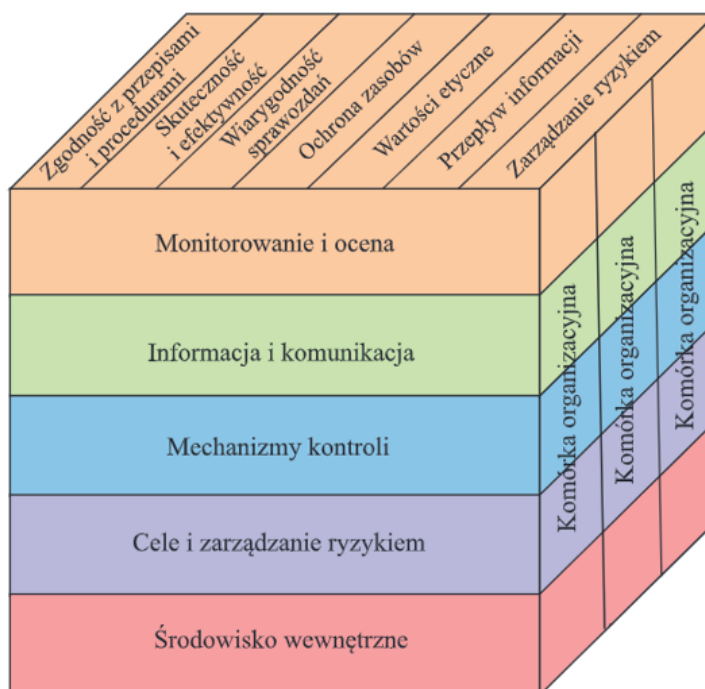 Zgodność z przepisami
i procedurami
Skuteczność
i efektywność
Wiarygodność
sprawozdań
Ochrona zasobów
Wartości etyczne
Przepływ informacji
Zarządzanie ryzykiem
Monitorowanie i ocena
Informacja i komunikacja
Mechanizmy kontroli
Cele i zarządzanie ryzykiem
Środowisko wewnętrzne
Komórka organizacyjna
Komórka organizacyjna
Komórka organizacyjna